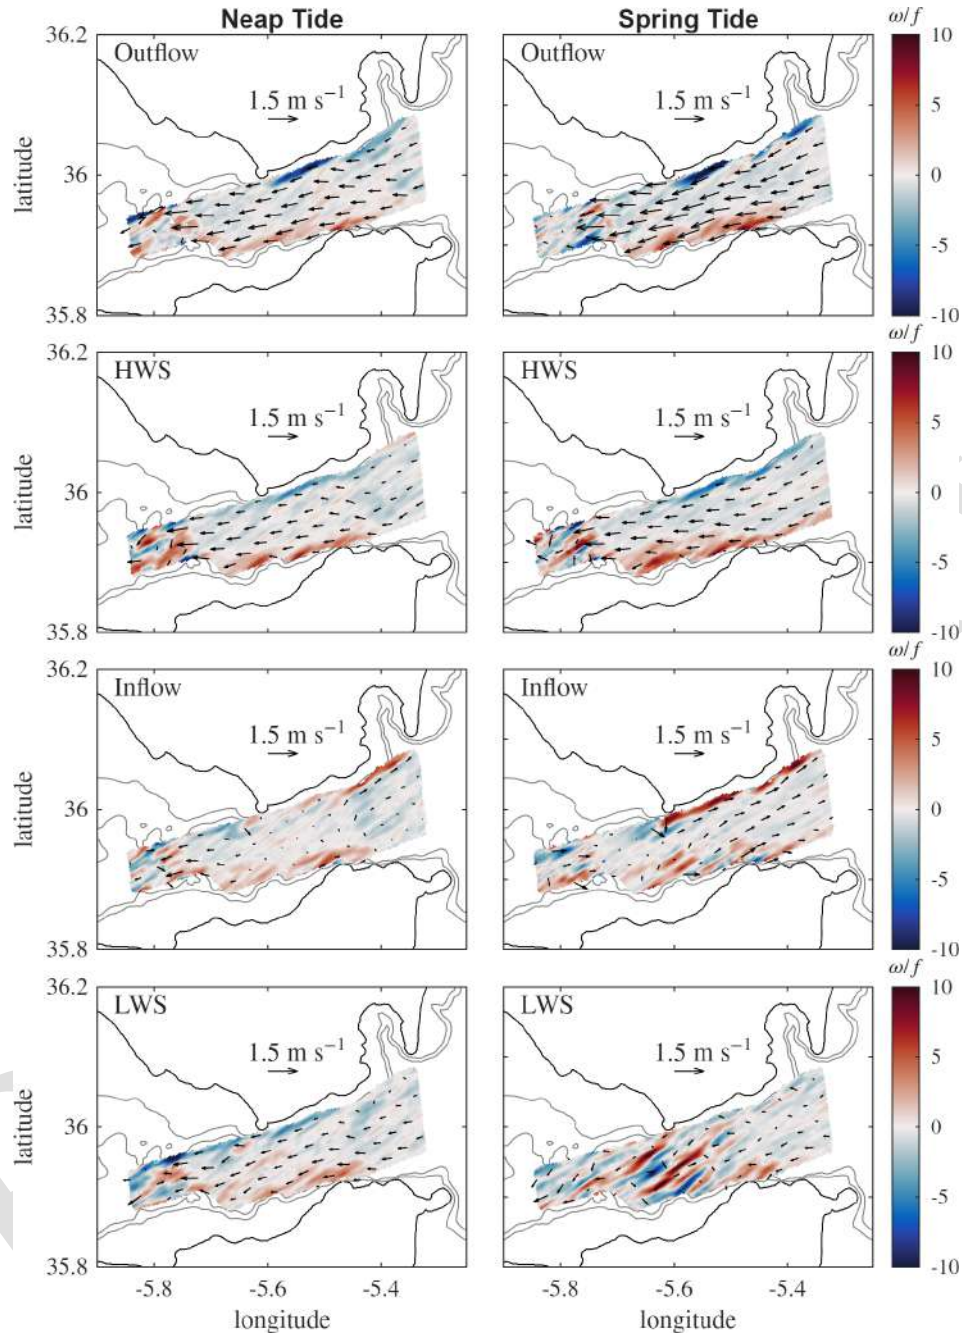 Neap Tide
Spring Tide
ω/f
36.2
Outflow
1.5 m s⁻¹
Outflow
1.5 m s⁻¹
10
5
latitude
36
0
-5
35.8
-10
ω/f
36.2
HWS
1.5 m s⁻¹
HWS
1.5 m s⁻¹
10
5
latitude
36
0
-5
35.8
-10
ω/f
36.2
Inflow
1.5 m s⁻¹
Inflow
1.5 m s⁻¹
10
5
latitude
36
0
-5
35.8
-10
ω/f
36.2
LWS
1.5 m s⁻¹
LWS
1.5 m s⁻¹
10
5
latitude
36
0
-5
35.8
-10
-5.8 -5.6 -5.4
-5.8 -5.6 -5.4
longitude
longitude